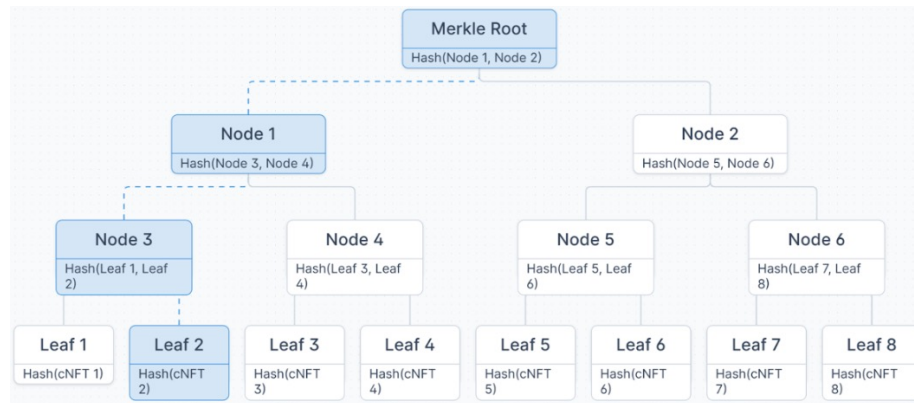 Merkle Root
Hash(Node 1, Node 2)
Node 1
Hash(Node 3, Node 4)
Node 2
Hash(Node 5, Node 6)
Node 3
Hash(Leaf 1, Leaf
2)
Node 4
Hash(Leaf 3, Leaf
4)
Node 5
Hash(Leaf 5, Leaf
6)
Node 6
Hash(Leaf 7, Leaf
8)
Leaf 1
Hash(cNFT 1)
Leaf 2
Hash(cNFT
2)
Leaf 3
Hash(cNFT
3)
Leaf 4
Hash(cNFT
4)
Leaf 5
Hash(cNFT
5)
Leaf 6
Hash(cNFT
6)
Leaf 7
Hash(cNFT
7)
Leaf 8
Hash(cNFT
8)